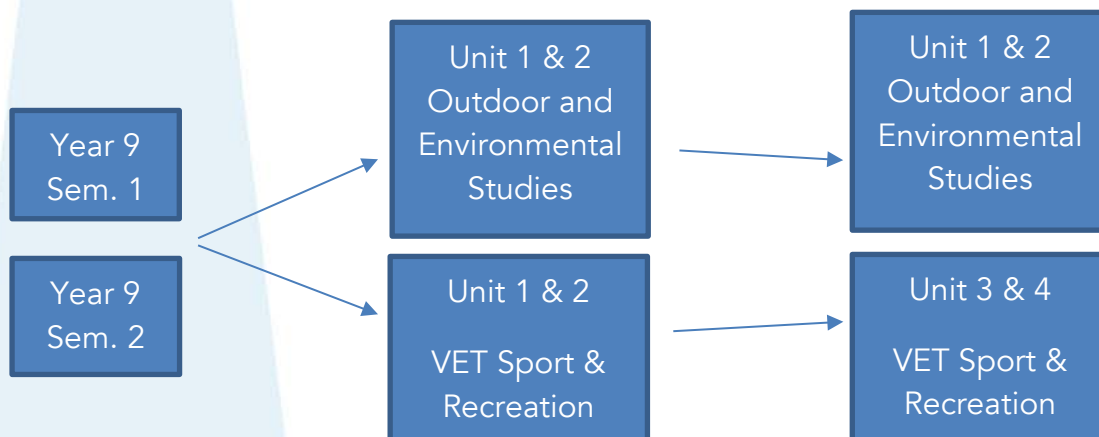 Year 9
Sem. 1
Year 9
Sem. 2
Unit 1 & 2
Outdoor and
Environmental
Studies
Unit 1 & 2
VET Sport &
Recreation
Unit 1 & 2
Outdoor and
Environmental
Studies
Unit 3 & 4
VET Sport &
Recreation